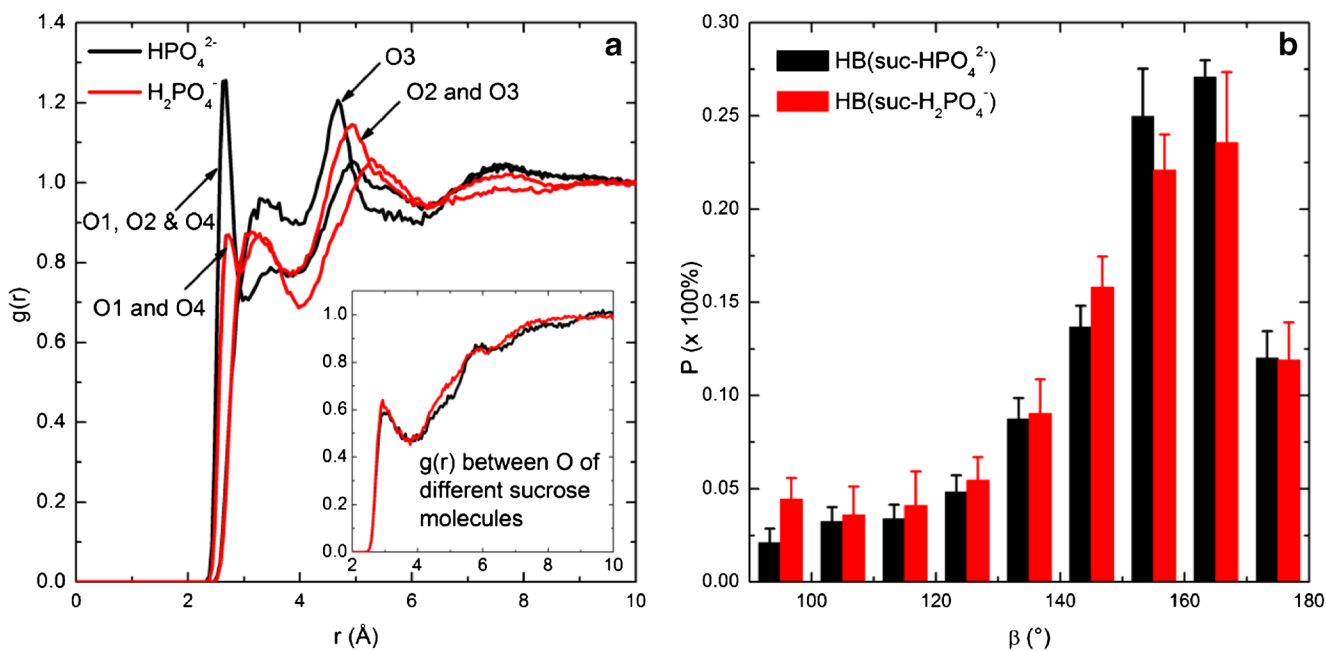 a
HPO₄²⁻
H₂PO₄⁻
O3
O2 and O3
O1, O2 & O4
O1 and O4
g(r)
1.4
1.2
1.0
0.8
0.6
0.4
0.2
0.0
0 2 4 6 8 10
r (Å)
1.0
0.8
0.6
0.4
0.2
0.0
2 4 6 8 10
g(r) between O of
different sucrose
molecules
b
HB(suc-HPO₄²⁻)
HB(suc-H₂PO₄⁻)
P (x 100%)
0.30
0.25
0.20
0.15
0.10
0.05
0.00
100 120 140 160 180
β (°)